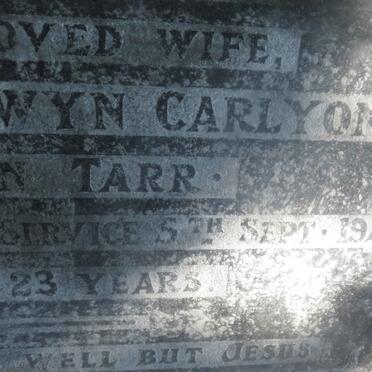 OVED WIFE,
WYN CARLYON
N TARR.
SERVICE 5TH SEPT. 19
23 YEARS.
WELL BUT JESUS